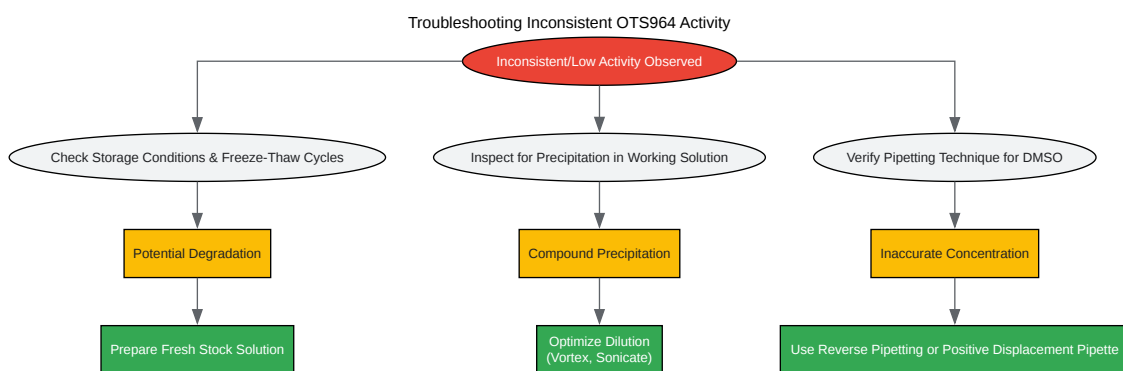 Troubleshooting Inconsistent OTS964 Activity
Inconsistent/Low Activity Observed
Check Storage Conditions & Freeze-Thaw Cycles
Inspect for Precipitation in Working Solution
Verify Pipetting Technique for DMSO
Potential Degradation
Compound Precipitation
Inaccurate Concentration
Prepare Fresh Stock Solution
Optimize Dilution
(Vortex, Sonicate)
Use Reverse Pipetting or Positive Displacement Pipette